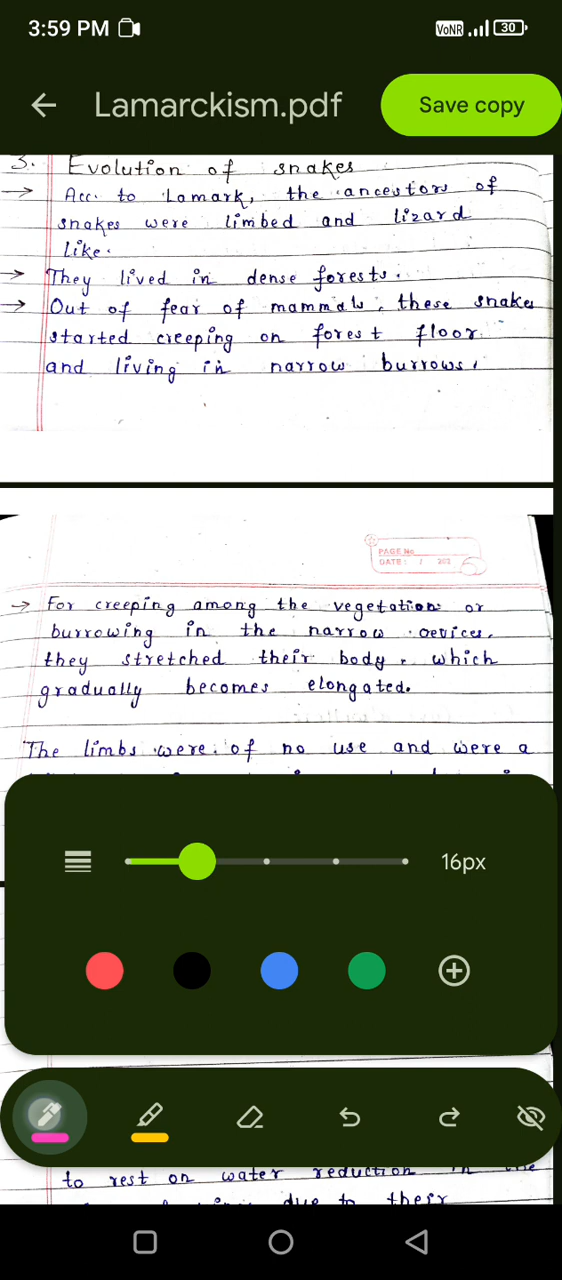 3:59 PM
VoNR 30
Lamarckism.pdf
Save copy
3. Evolution of snakes
→ Acc. to Lamark, the ancestors of
snakes were limbed and lizard
like.
→ They lived in dense forests.
→ Out of fear of mammals, these snakes
started creeping on forest floor
and living in narrow burrows,
PAGE No
DATE: / 202
→ For creeping among the vegetations or
burrowing in the narrow
they stretched their body, which
gradually becomes elongated.
The limbs were of no use and were a
16px
to rest on water reduction in the
due to their